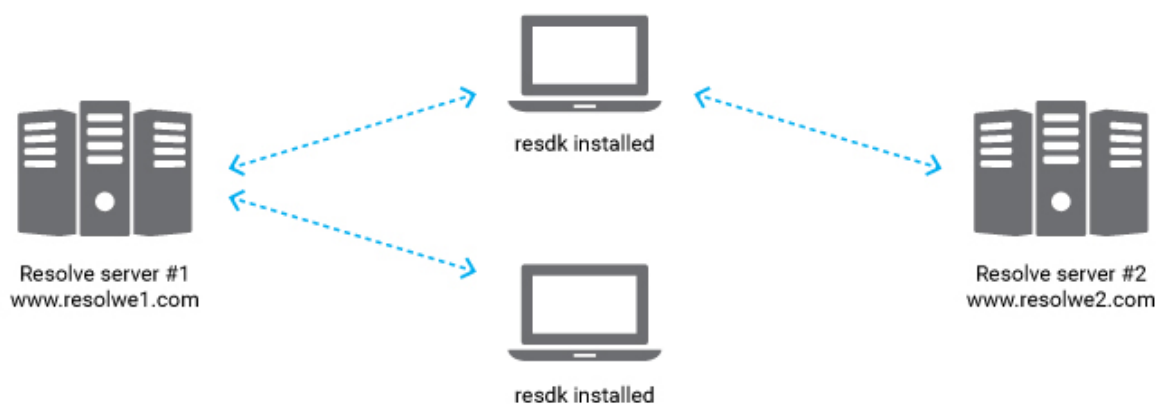 resdk installed
Resolve server #1
www.resolwe1.com
Resolve server #2
www.resolwe2.com
resdk installed